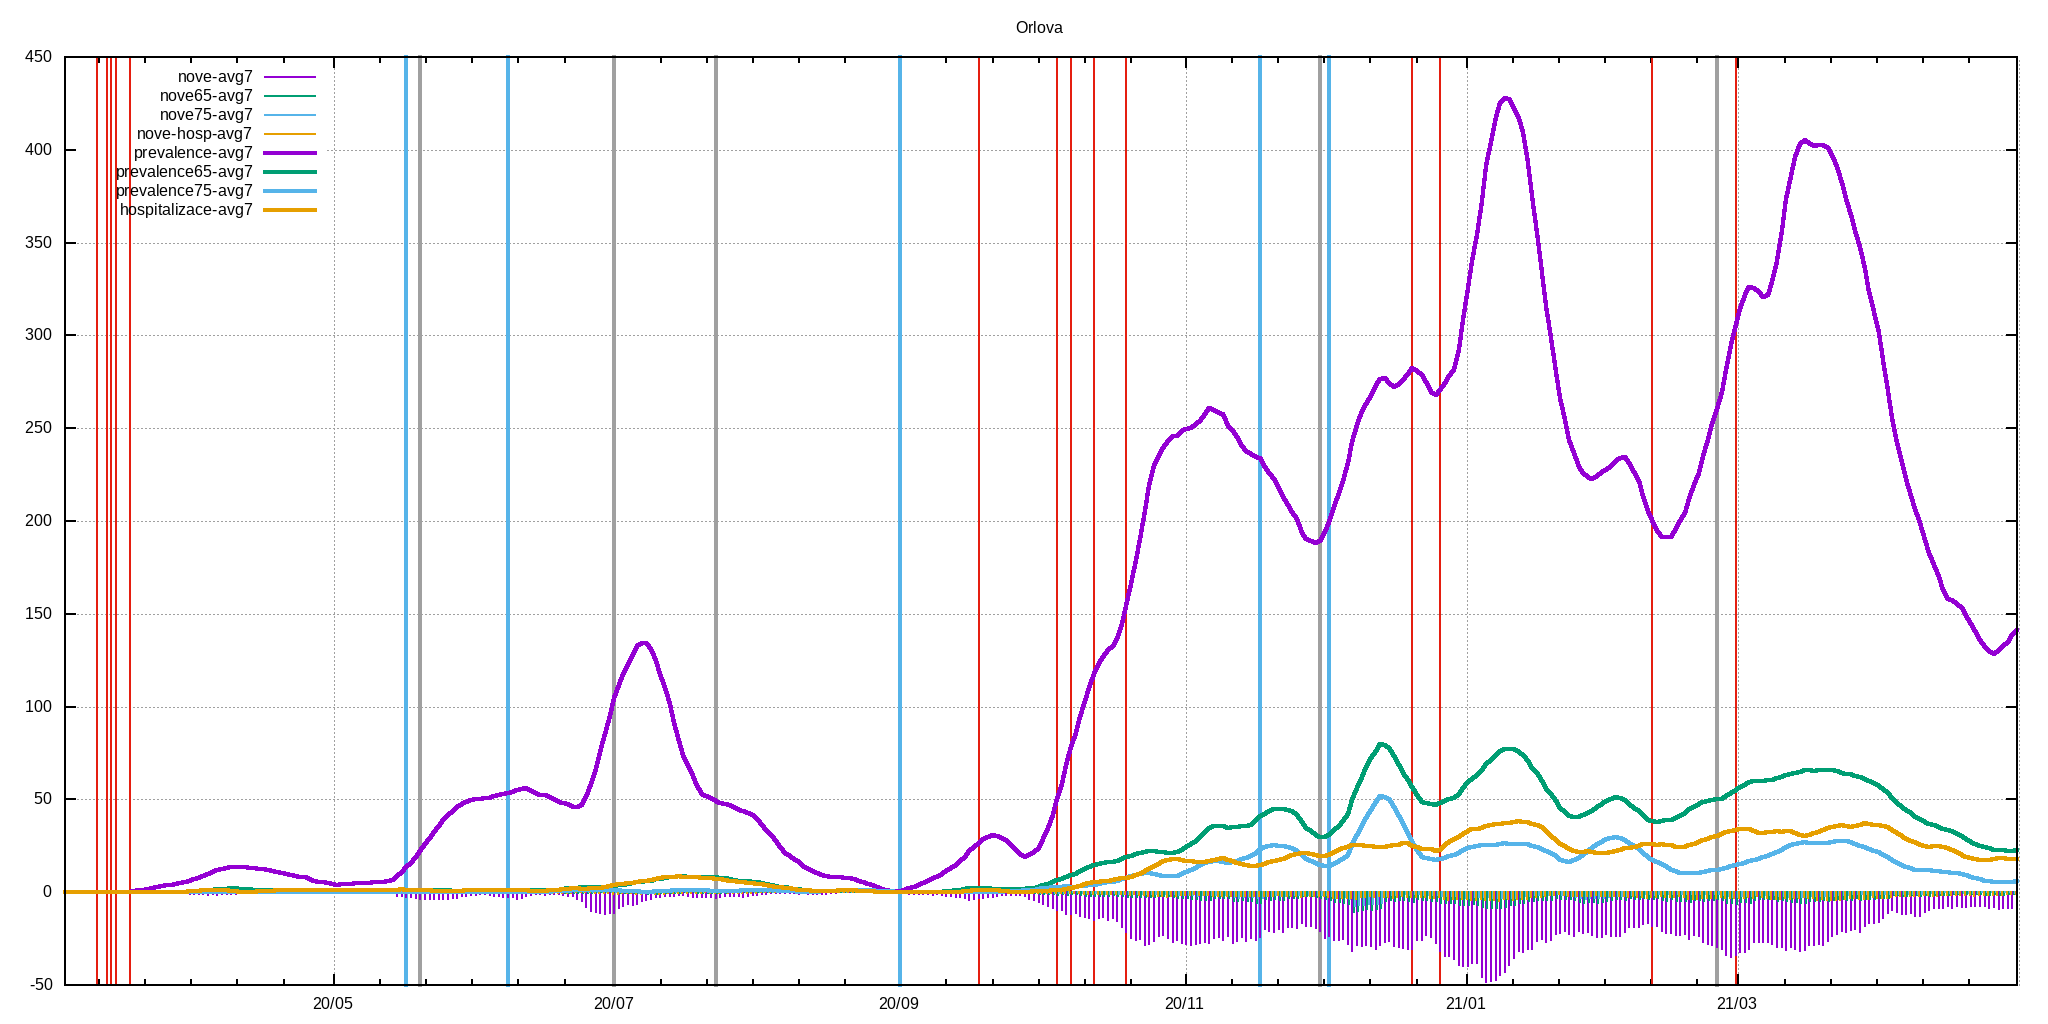 Orlova
450
400
350
300
250
200
150
100
50
0
-50
nove-avg7
nove65-avg7
nove75-avg7
nove-hosp-avg7
prevalence-avg7
prevalence65-avg7
prevalence75-avg7
hospitalizace-avg7
20/05 20/07 20/09 20/11 21/01 21/03